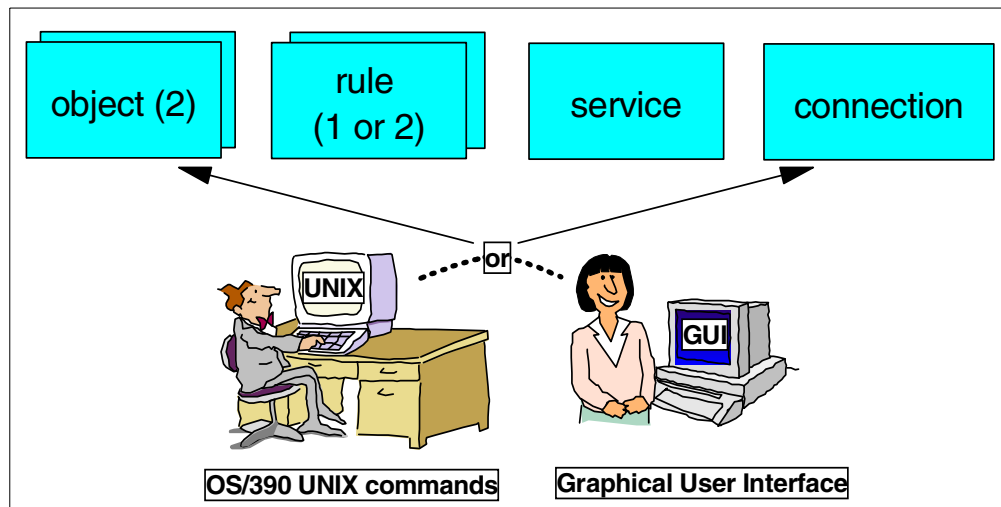 object (2)
rule
(1 or 2)
service
connection
or
UNIX
GUI
OS/390 UNIX commands
Graphical User Interface